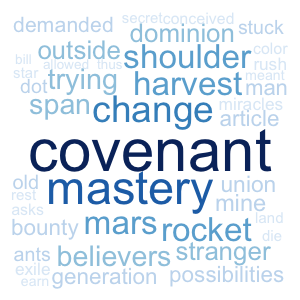 secret conceived
demanded dominion stuck
outside shoulder color
bill allowed thus rush
star trying harvest meant
dot man
span change miracles
article
covenant
old mastery union
rest mine
asks mars rocket land
bounty die
ants believers stranger
exile generation possibilities
earn